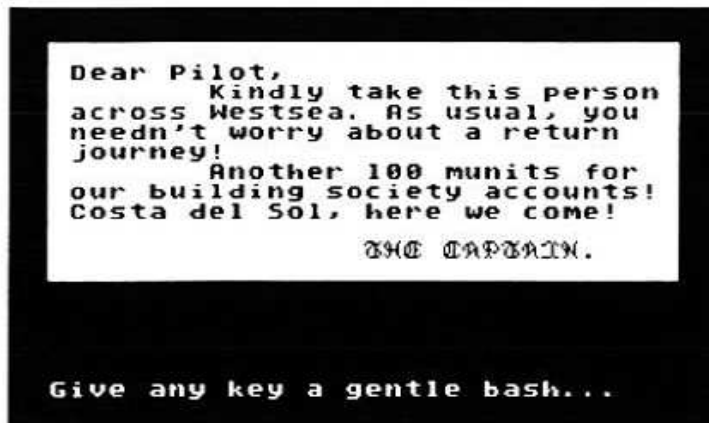 Dear Pilot,
Kindly take this person
across Westsea. As usual, you
needn't worry about a return
journey!
Another 100 munits for
our building society accounts!
Costa del Sol, here we come!
THE CAPTAIN.
Give any key a gentle bash...